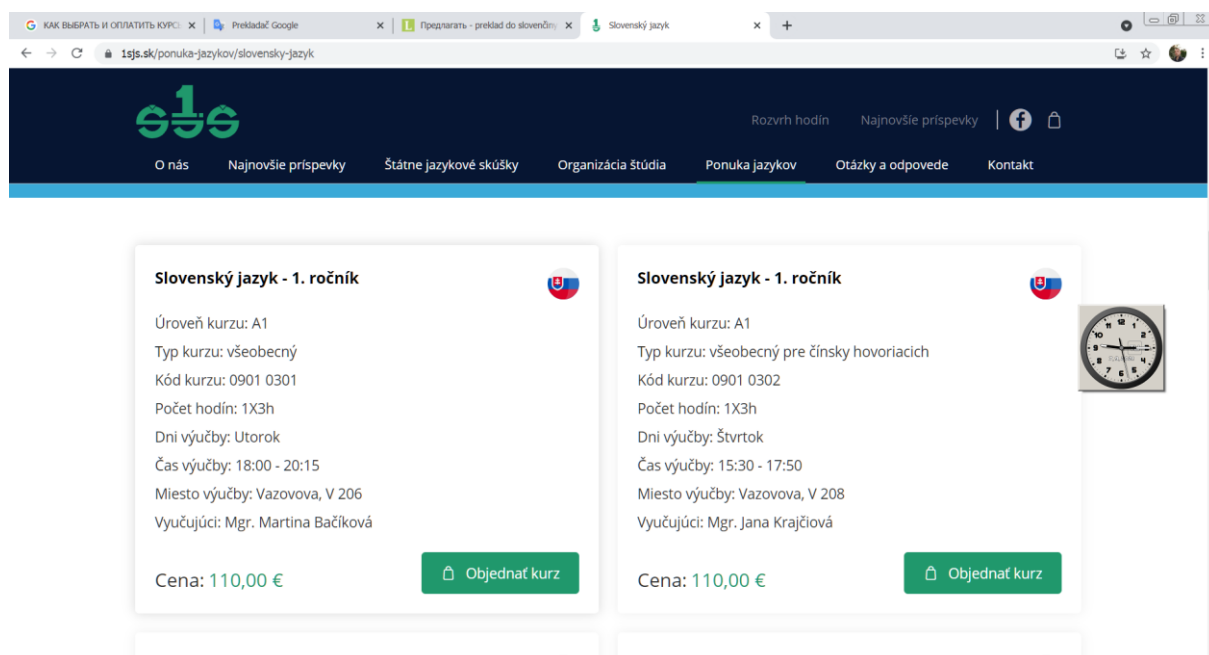 КАК ВЫБРАТЬ И ОПЛАТИТЬ КУРС
Prekladač Google
Предлагать - preklad do slovenčiny
Slovenský jazyk
1sjs.sk/ponuka-jazykov/slovensky-jazyk
1
SJŠ
Rozvrh hodín
Najnovšíe príspevky
O nás
Najnovšie príspevky
Štátne jazykové skúšky
Organizácia štúdia
Ponuka jazykov
Otázky a odpovede
Kontakt
Slovenský jazyk - 1. ročník
Úroveň kurzu: A1
Typ kurzu: všeobecný
Kód kurzu: 0901 0301
Počet hodín: 1X3h
Dni výučby: Utorok
Čas výučby: 18:00 - 20:15
Miesto výučby: Vazovova, V 206
Vyučujúci: Mgr. Martina Bačíková
Cena: 110,00 €
Objednať kurz
Slovenský jazyk - 1. ročník
Úroveň kurzu: A1
Typ kurzu: všeobecný pre čínsky hovoriacich
Kód kurzu: 0901 0302
Počet hodín: 1X3h
Dni výučby: Štvrtok
Čas výučby: 15:30 - 17:50
Miesto výučby: Vazovova, V 208
Vyučujúci: Mgr. Jana Krajčiová
Cena: 110,00 €
Objednať kurz